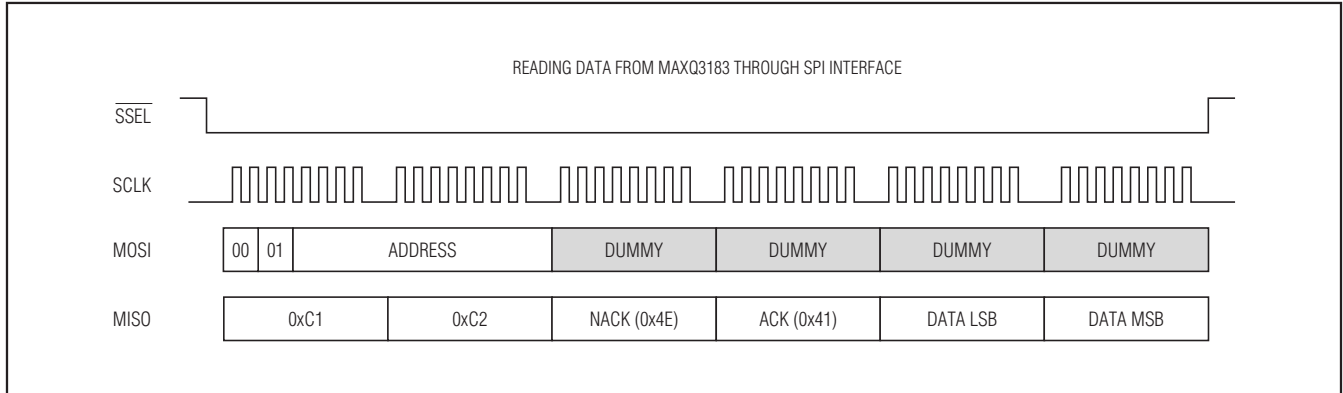 READING DATA FROM MAXQ3183 THROUGH SPI INTERFACE
SSEL
SCLK
MOSI 00 01 ADDRESS DUMMY DUMMY DUMMY DUMMY
MISO 0xC1 0xC2 NACK (0x4E) ACK (0x41) DATA LSB DATA MSB